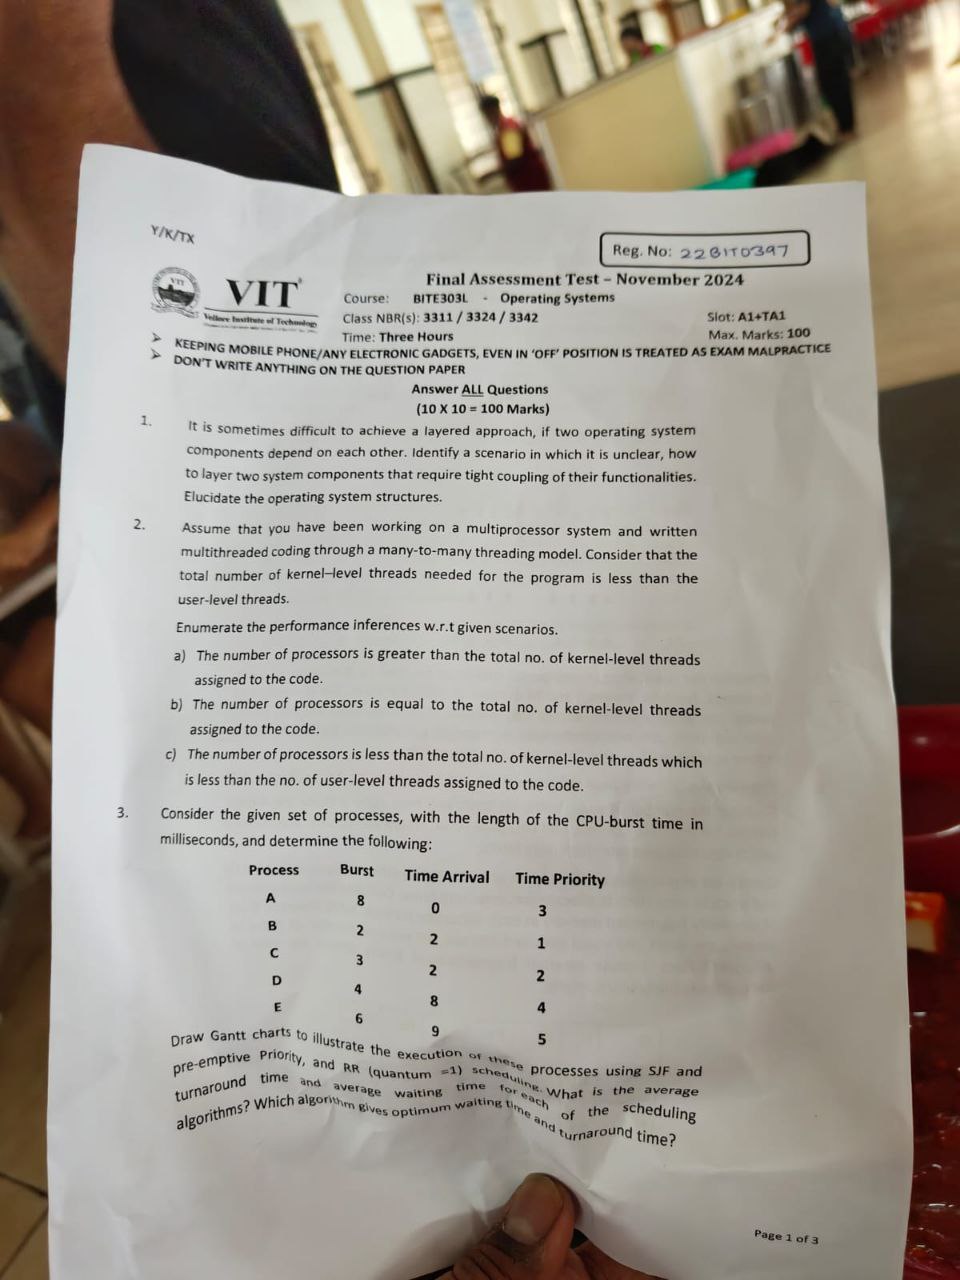 Y/K/TX
Reg. No: 22BIT0397
VIT
Vellore Institute of Technology
Final Assessment Test – November 2024
Course: BITE303L - Operating Systems
Class NBR(s): 3311 / 3324 / 3342 Slot: A1+TA1
Time: Three Hours Max. Marks: 100
➢ KEEPING MOBILE PHONE/ANY ELECTRONIC GADGETS, EVEN IN ‘OFF’ POSITION IS TREATED AS EXAM MALPRACTICE
➢ DON’T WRITE ANYTHING ON THE QUESTION PAPER
Answer ALL Questions
(10 X 10 = 100 Marks)
1. It is sometimes difficult to achieve a layered approach, if two operating system
components depend on each other. Identify a scenario in which it is unclear, how
to layer two system components that require tight coupling of their functionalities.
Elucidate the operating system structures.
2. Assume that you have been working on a multiprocessor system and written
multithreaded coding through a many-to-many threading model. Consider that the
total number of kernel–level threads needed for the program is less than the
user-level threads.
Enumerate the performance inferences w.r.t given scenarios.
a) The number of processors is greater than the total no. of kernel-level threads
assigned to the code.
b) The number of processors is equal to the total no. of kernel-level threads
assigned to the code.
c) The number of processors is less than the total no. of kernel-level threads which
is less than the no. of user-level threads assigned to the code.
3. Consider the given set of processes, with the length of the CPU-burst time in
milliseconds, and determine the following:
Process Burst Time Arrival Time Priority
A 8 0 3
B 2 2 1
C 3 2 2
D 4 8 4
E 6 9 5
Draw Gantt charts to illustrate the execution of these processes using SJF and
pre-emptive Priority, and RR (quantum =1) scheduling. What is the average
turnaround time and average waiting time for each of the scheduling
algorithms? Which algorithm gives optimum waiting time and turnaround time?
Page 1 of 3